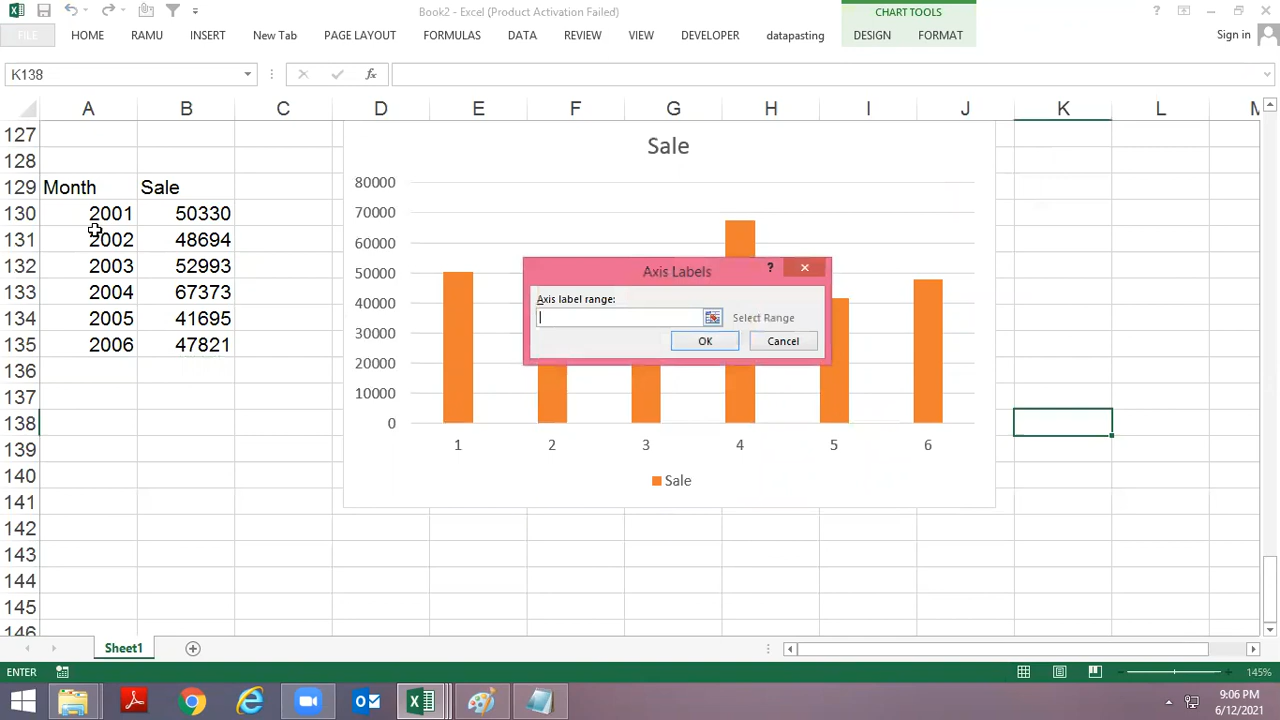 Book2 - Excel (Product Activation Failed)
CHART TOOLS
?
FILE
HOME
RAMU
INSERT
New Tab
PAGE LAYOUT
FORMULAS
DATA
REVIEW
VIEW
DEVELOPER
datapasting
DESIGN
FORMAT
Sign in
K138
fx
A B C D E F G H I J K L M
127
128
129 Month Sale
130 2001 50330
131 2002 48694
132 2003 52993
133 2004 67373
134 2005 41695
135 2006 47821
136
137
138
139
140
141
142
143
144
145
146
Sale
80000
70000
60000
50000
40000
30000
20000
10000
0
1 2 3 4 5 6
Sale
Axis Labels
?
Axis label range:
Select Range
OK
Cancel
Sheet1
ENTER
145%
9:06 PM
6/12/2021